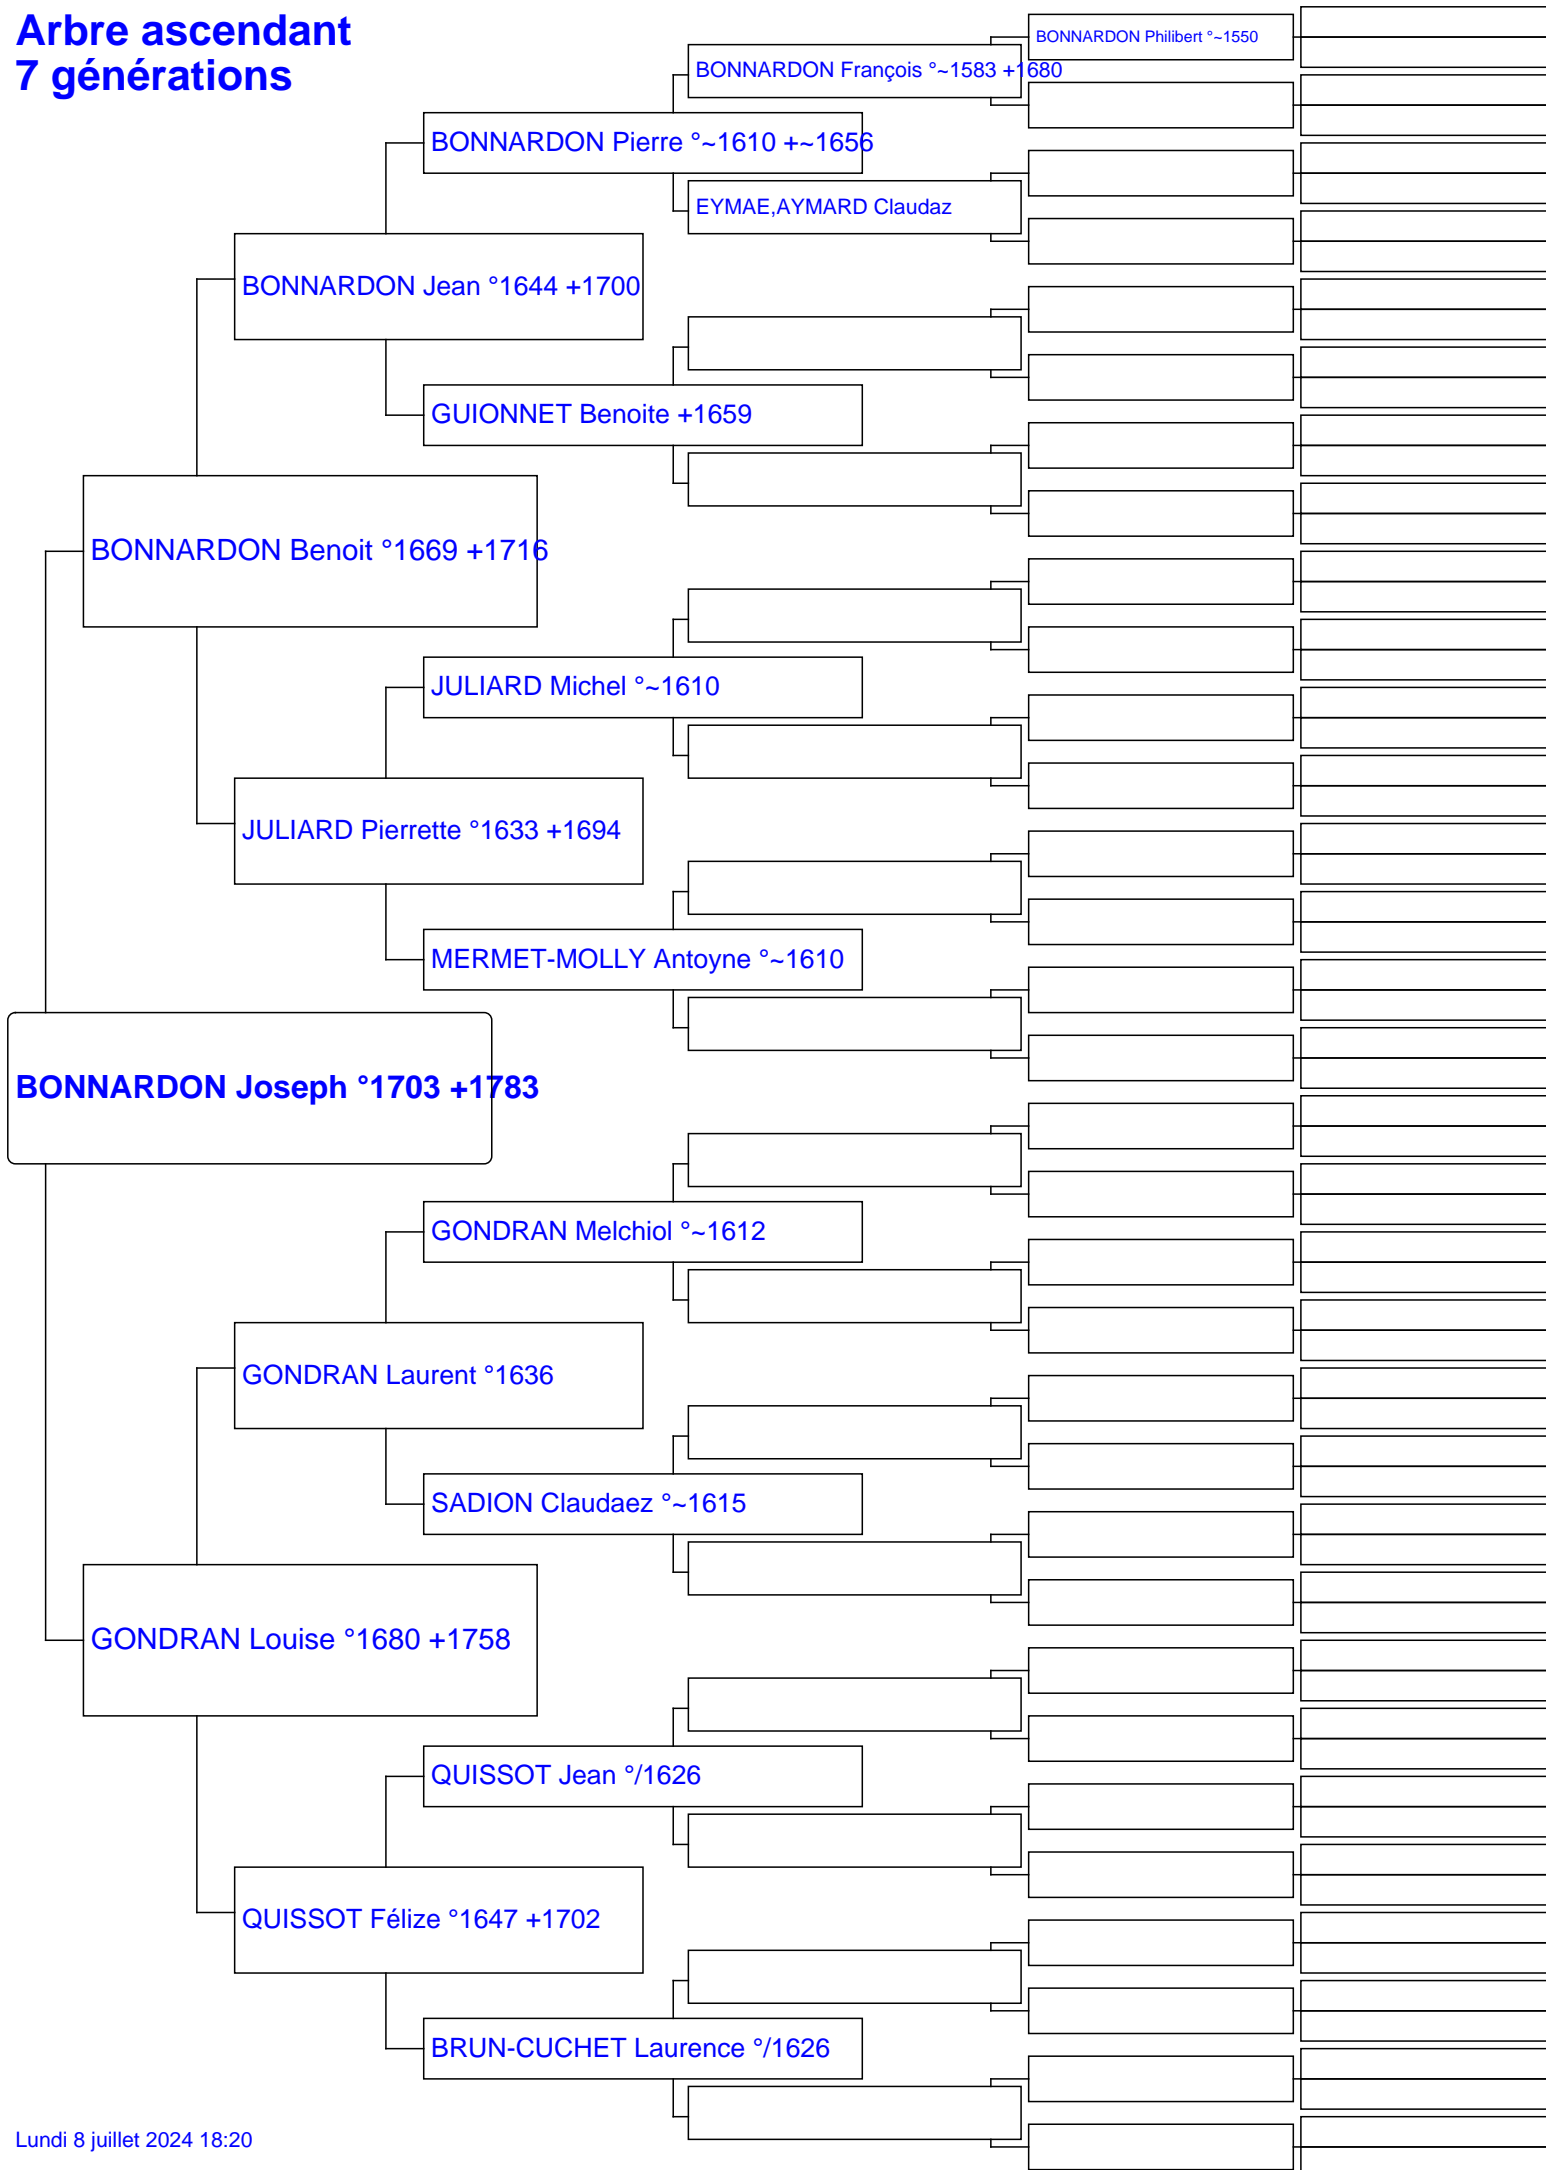 Arbre ascendant
7 générations
BONNARDON Philibert °~1550
BONNARDON François °~1583 +1680
BONNARDON Pierre °~1610 +~1656
EYMAE,AYMARD Claudaz
BONNARDON Jean °1644 +1700
GUIONNET Benoite +1659
BONNARDON Benoit °1669 +1716
JULIARD Michel °~1610
JULIARD Pierrette °1633 +1694
MERMET-MOLLY Antoyne °~1610
BONNARDON Joseph °1703 +1783
GONDRAN Melchiol °~1612
GONDRAN Laurent °1636
SADION Claudaez °~1615
GONDRAN Louise °1680 +1758
QUISSOT Jean °/1626
QUISSOT Félize °1647 +1702
BRUN-CUCHET Laurence °/1626
Lundi 8 juillet 2024 18:20